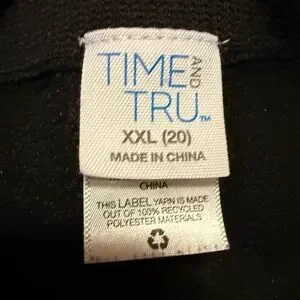 TIME AND
TRU™
XXL (20)
MADE IN CHINA
CHINA
THIS LABEL YARN IS MADE
OUT OF 100% RECYCLED
POLYESTER MATERIALS